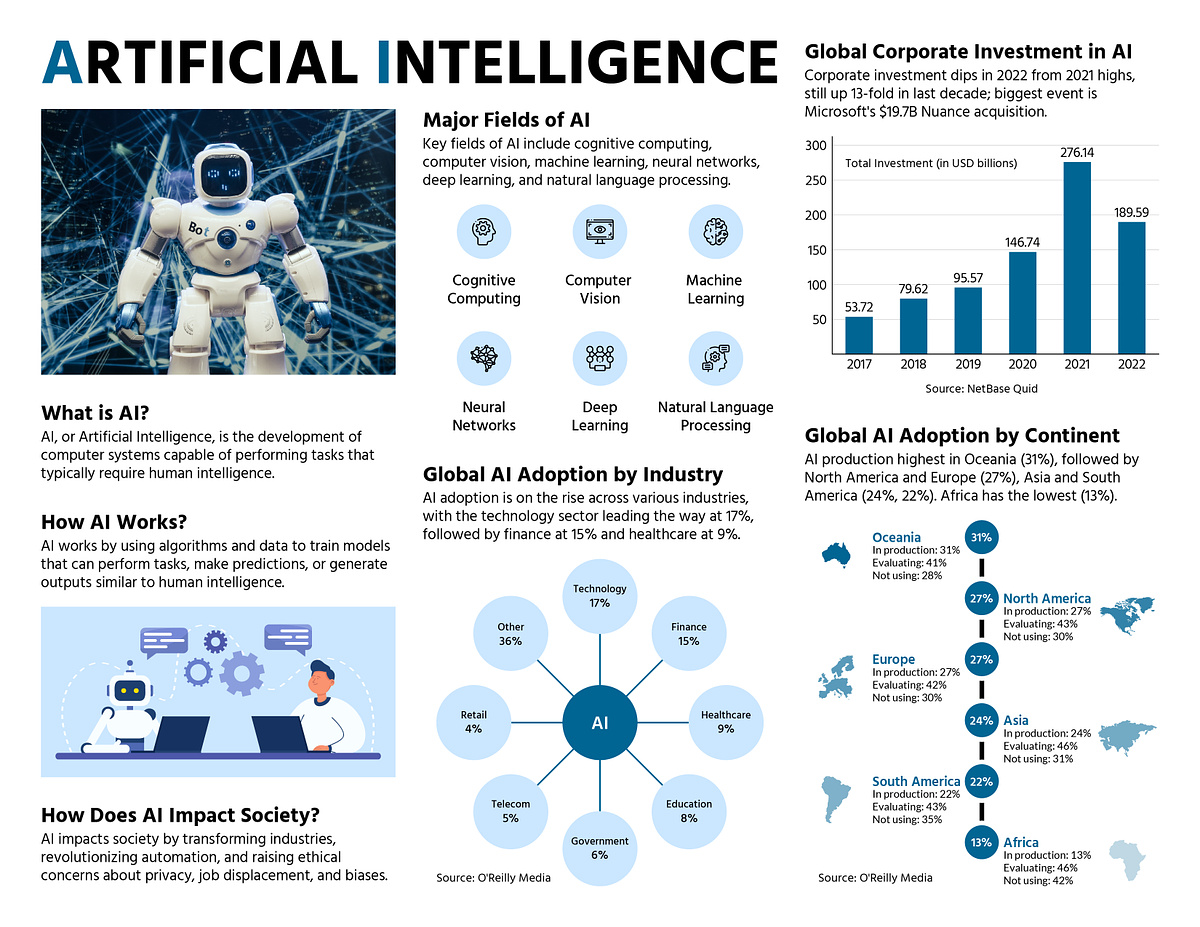 ARTIFICIAL INTELLIGENCE
Bot
What is AI?
AI, or Artificial Intelligence, is the development of
computer systems capable of performing tasks that
typically require human intelligence.
How AI Works?
AI works by using algorithms and data to train models
that can perform tasks, make predictions, or generate
outputs similar to human intelligence.
How Does AI Impact Society?
AI impacts society by transforming industries,
revolutionizing automation, and raising ethical
concerns about privacy, job displacement, and biases.
Major Fields of AI
Key fields of AI include cognitive computing,
computer vision, machine learning, neural networks,
deep learning, and natural language processing.
Cognitive
Computing
Computer
Vision
Machine
Learning
Neural
Networks
Deep
Learning
Natural Language
Processing
Global AI Adoption by Industry
AI adoption is on the rise across various industries,
with the technology sector leading the way at 17%,
followed by finance at 15% and healthcare at 9%.
Technology
17%
Finance
15%
Healthcare
9%
Education
8%
Government
6%
Telecom
5%
Retail
4%
Other
36%
AI
Source: O'Reilly Media
Global Corporate Investment in AI
Corporate investment dips in 2022 from 2021 highs,
still up 13-fold in last decade; biggest event is
Microsoft's $19.7B Nuance acquisition.
Total Investment (in USD billions)
300
250
200
150
100
50
53.72
79.62
95.57
146.74
276.14
189.59
2017
2018
2019
2020
2021
2022
Source: NetBase Quid
Global AI Adoption by Continent
AI production highest in Oceania (31%), followed by
North America and Europe (27%), Asia and South
America (24%, 22%). Africa has the lowest (13%).
Oceania
In production: 31%
Evaluating: 41%
Not using: 28%
31%
27%
North America
In production: 27%
Evaluating: 43%
Not using: 30%
Europe
In production: 27%
Evaluating: 42%
Not using: 30%
27%
24%
Asia
In production: 24%
Evaluating: 46%
Not using: 31%
South America
In production: 22%
Evaluating: 43%
Not using: 35%
22%
13%
Africa
In production: 13%
Evaluating: 46%
Not using: 42%
Source: O'Reilly Media